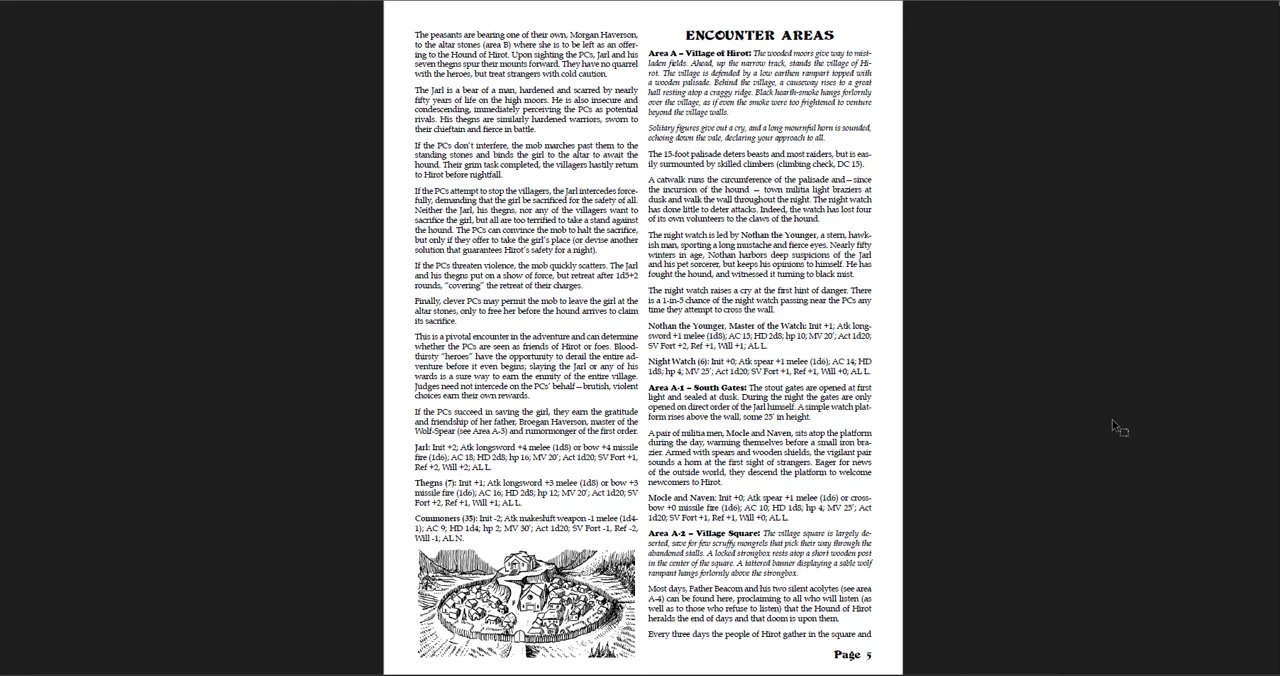 The peasants are bearing one of their own, Morgan Haverson,
to the altar stones (area B) where she is to be left as an offer-
ing to the Hound of Hirot. Upon sighting the PCs, Jarl and his
seven thegns spur their mounts forward. They have no quarrel
with the heroes, but treat strangers with cold caution.
The Jarl is a bear of a man, hardened and scarred by nearly
fifty years of life on the high moors. He is also insecure and
condescending, immediately perceiving the PCs as potential
rivals. His thegns are similarly hardened warriors, sworn to
their chieftain and fierce in battle.
If the PCs don't interfere, the mob marches past them to the
standing stones and binds the girl to the altar to await the
hound. Their grim task completed, the villagers hastily return
to Hirot before nightfall.
If the PCs attempt to stop the villagers, the Jarl intercedes force-
fully, demanding that the girl be sacrificed for the safety of all.
Neither the Jarl, his thegns, nor any of the villagers want to
sacrifice the girl, but all are too terrified to take a stand against
the hound. The PCs can convince the mob to halt the sacrifice,
but only if they offer to take the girl's place (or devise another
solution that guarantees Hirot's safety for a night).
If the PCs threaten violence, the mob quickly scatters. The Jarl
and his thegns put on a show of force, but retreat after 1d5+2
rounds, "covering" the retreat of their charges.
Finally, clever PCs may permit the mob to leave the girl at the
altar stones, only to free her before the hound arrives to claim
its sacrifice.
This is a pivotal encounter in the adventure and can determine
whether the PCs are seen as friends of Hirot or foes. Blood-
thirsty "heroes" have the opportunity to derail the entire ad-
venture before it even begins; slaying the Jarl or any of his
wards is a sure way to earn the enmity of the entire village.
Judges need not intercede on the PCs' behalf—brutish, violent
choices earn their own rewards.
If the PCs succeed in saving the girl, they earn the gratitude
and friendship of her father, Broegan Haverson, master of the
Wolf-Spear (see Area A-3) and rumormonger of the first order.
Jarl: Init +2; Atk longsword +4 melee (1d8) or bow +4 missile
fire (1d6); AC 18; HD 2d8; hp 16; MV 20'; Act 1d20; SV Fort +1,
Ref +2, Will +2; AL L.
Thegns (7): Init +1; Atk longsword +3 melee (1d8) or bow +3
missile fire (1d6); AC 16; HD 2d8; hp 12; MV 20'; Act 1d20; SV
Fort +2, Ref +1, Will +1; AL L.
Commoners (35): Init -2; Atk makeshift weapon -1 melee (1d4-
1); AC 9; HD 1d4; hp 2; MV 30'; Act 1d20; SV Fort -1, Ref -2,
Will -1; AL N.
ENCOUNTER AREAS
Area A – Village of Hirot: The wooded moors give way to mist-
laden fields. Ahead, up the narrow track, stands the village of Hi-
rot. The village is defended by a low earthen rampart topped with
a wooden palisade. Behind the village, a causeway rises to a great
hall resting atop a craggy ridge. Black hearth-smoke hangs forlornly
over the village, as if even the smoke were too frightened to venture
beyond the village walls.
Solitary figures give out a cry, and a long mournful horn is sounded,
echoing down the vale, declaring your approach to all.
The 15-foot palisade deters beasts and most raiders, but is eas-
ily surmounted by skilled climbers (climbing check, DC 15).
A catwalk runs the circumference of the palisade and—since
the incursion of the hound — town militia light braziers at
dusk and walk the wall throughout the night. The night watch
has done little to deter attacks. Indeed, the watch has lost four
of its own volunteers to the claws of the hound.
The night watch is led by Nothan the Younger, a stern, hawk-
ish man, sporting a long mustache and fierce eyes. Nearly fifty
winters in age, Nothan harbors deep suspicions of the Jarl
and his pet sorcerer, but keeps his opinions to himself. He has
fought the hound, and witnessed it turning to black mist.
The night watch raises a cry at the first hint of danger. There
is a 1-in-5 chance of the night watch passing near the PCs any
time they attempt to cross the wall.
Nothan the Younger, Master of the Watch: Init +1; Atk long-
sword +1 melee (1d8); AC 15; HD 2d8; hp 10; MV 20'; Act 1d20;
SV Fort +2, Ref +1, Will +1; AL L.
Night Watch (6): Init +0; Atk spear +1 melee (1d6); AC 14; HD
1d8; hp 4; MV 25'; Act 1d20; SV Fort +1, Ref +1, Will +0; AL L.
Area A-1 – South Gates: The stout gates are opened at first
light and sealed at dusk. During the night the gates are only
opened on direct order of the Jarl himself. A simple watch plat-
form rises above the wall, some 25' in height.
A pair of militia men, Mocle and Naven, sits atop the platform
during the day, warming themselves before a small iron bra-
zier. Armed with spears and wooden shields, the vigilant pair
sounds a horn at the first sight of strangers. Eager for news
of the outside world, they descend the platform to welcome
newcomers to Hirot.
Mocle and Naven: Init +0; Atk spear +1 melee (1d6) or cross-
bow +0 missile fire (1d6); AC 10; HD 1d8; hp 4; MV 25'; Act
1d20; SV Fort +1, Ref +1, Will +0; AL L.
Area A-2 – Village Square: The village square is largely de-
serted, save for few scruffy mongrels that pick their way through the
abandoned stalls. A locked strongbox rests atop a short wooden post
in the center of the square. A tattered banner displaying a sable wolf
rampant hangs forlornly above the strongbox.
Most days, Father Beacom and his two silent acolytes (see area
A-4) can be found here, proclaiming to all who will listen (as
well as to those who refuse to listen) that the Hound of Hirot
heralds the end of days and that doom is upon them.
Every three days the people of Hirot gather in the square and
Page 5